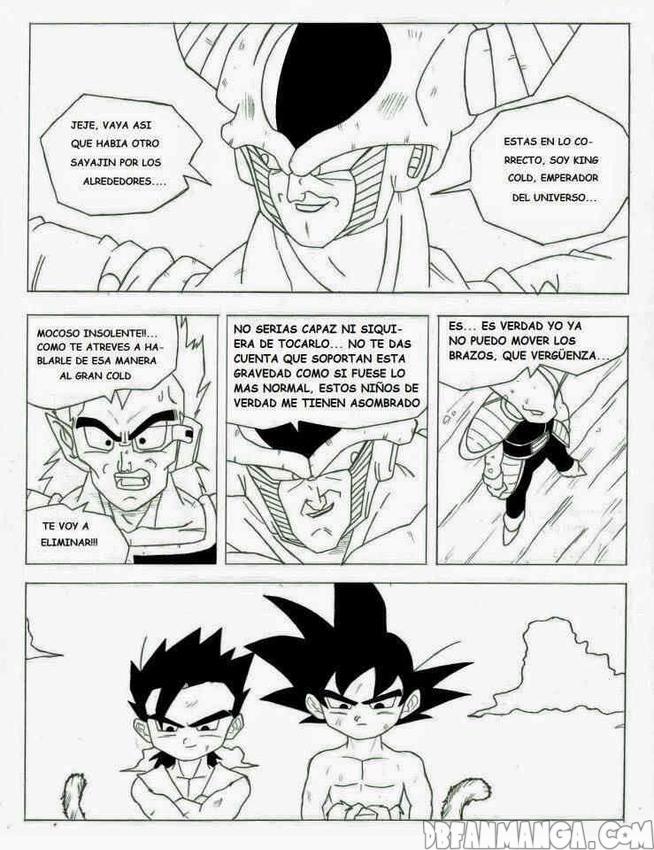 JEJE, VAYA ASI
QUE HABIA OTRO
SAYAJIN POR LOS
ALREDEDORES....
ESTAS EN LO CO-
RRECTO, SOY KING
COLD, EMPERADOR
DEL UNIVERSO...
MOCOSO INSOLENTE!!...
COMO TE ATREVES A HA-
BLARLE DE ESA MANERA
AL GRAN COLD
TE VOY A
ELIMINAR!!!
NO SERIAS CAPAZ NI SIQUI-
ERA DE TOCARLO... NO TE DAS
CUENTA QUE SOPORTAN ESTA
GRAVEDAD COMO SI FUESE LO
MAS NORMAL, ESTOS NIÑOS DE
VERDAD ME TIENEN ASOMBRADO
ES... ES VERDAD YO YA
NO PUEDO MOVER LOS
BRAZOS, QUE VERGÜENZA...
DBFANMANGA.COM